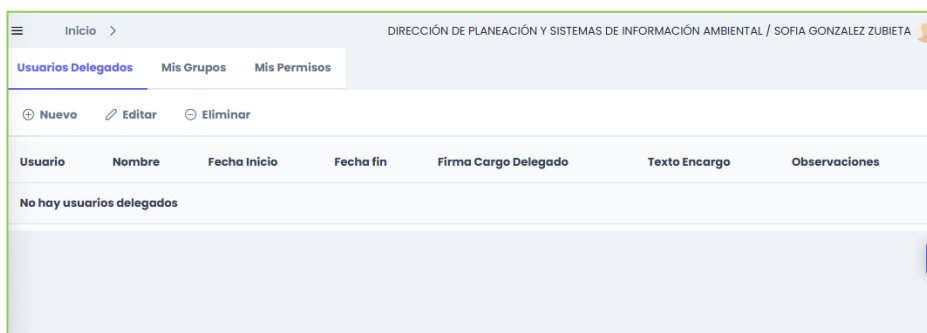 Inicio >
DIRECCIÓN DE PLANEACIÓN Y SISTEMAS DE INFORMACIÓN AMBIENTAL / SOFIA GONZALEZ ZUBIETA
Usuarios Delegados Mis Grupos Mis Permisos
Nuevo Editar Eliminar
Usuario Nombre Fecha Inicio Fecha fin Firma Cargo Delegado Texto Encargo Observaciones
No hay usuarios delegados